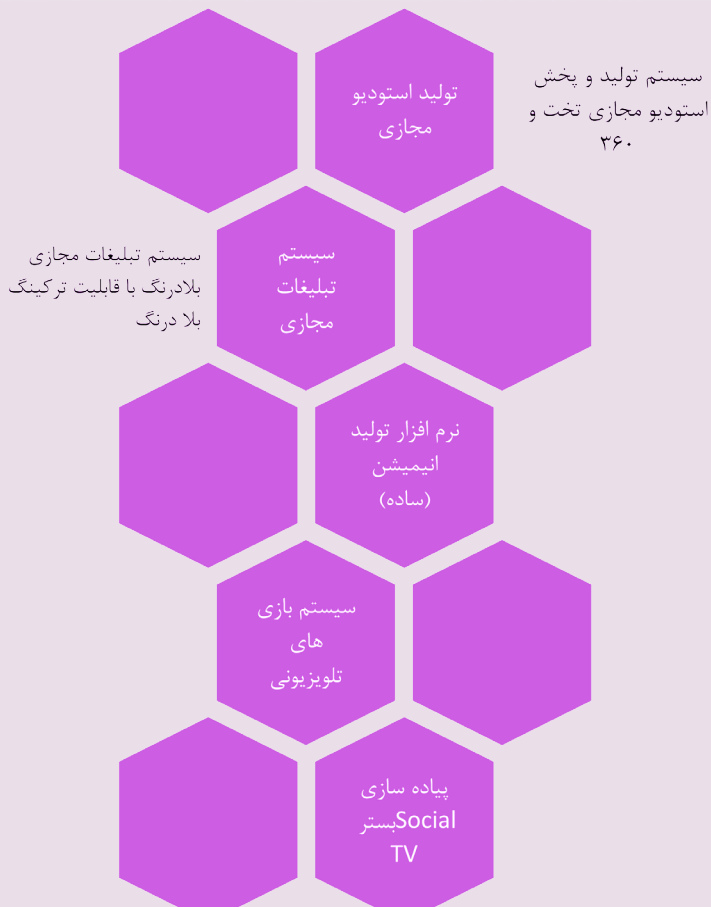 تولید استودیو
مجازی
سیستم تولید و پخش
استودیو مجازی تخت و
۳۶۰
سیستم
تبلیغات
مجازی
سیستم تبلیغات مجازی
بلادرنگ با قابلیت ترکینگ
بلا درنگ
نرم افزار تولید
انیمیشن
(ساده)
سیستم بازی
های
تلویزیونی
پیاده سازی
بسترSocial
TV